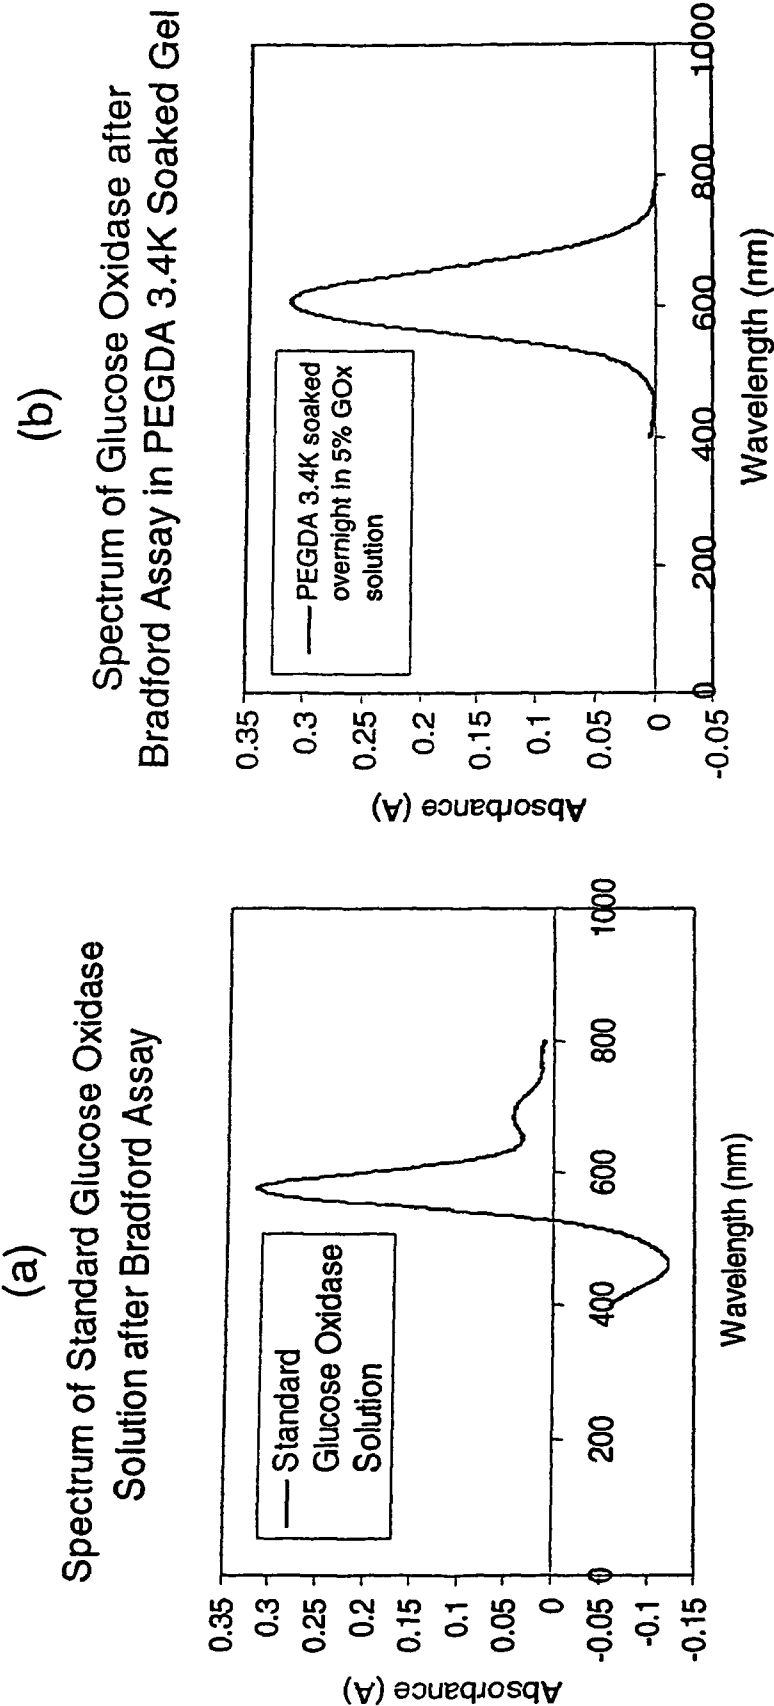 (a)
Spectrum of Standard Glucose Oxidase
Solution after Bradford Assay
Absorbance (A)
0.35
0.3
0.25
0.2
0.15
0.1
0.05
0
-0.05
-0.1
-0.15
Standard
Glucose Oxidase
Solution
0
200
400
600
800
1000
Wavelength (nm)
(b)
Spectrum of Glucose Oxidase after
Bradford Assay in PEGDA 3.4K Soaked Gel
Absorbance (A)
0.35
0.3
0.25
0.2
0.15
0.1
0.05
0
-0.05
PEGDA 3.4K soaked
overnight in 5% GOx
solution
0
200
400
600
800
1000
Wavelength (nm)